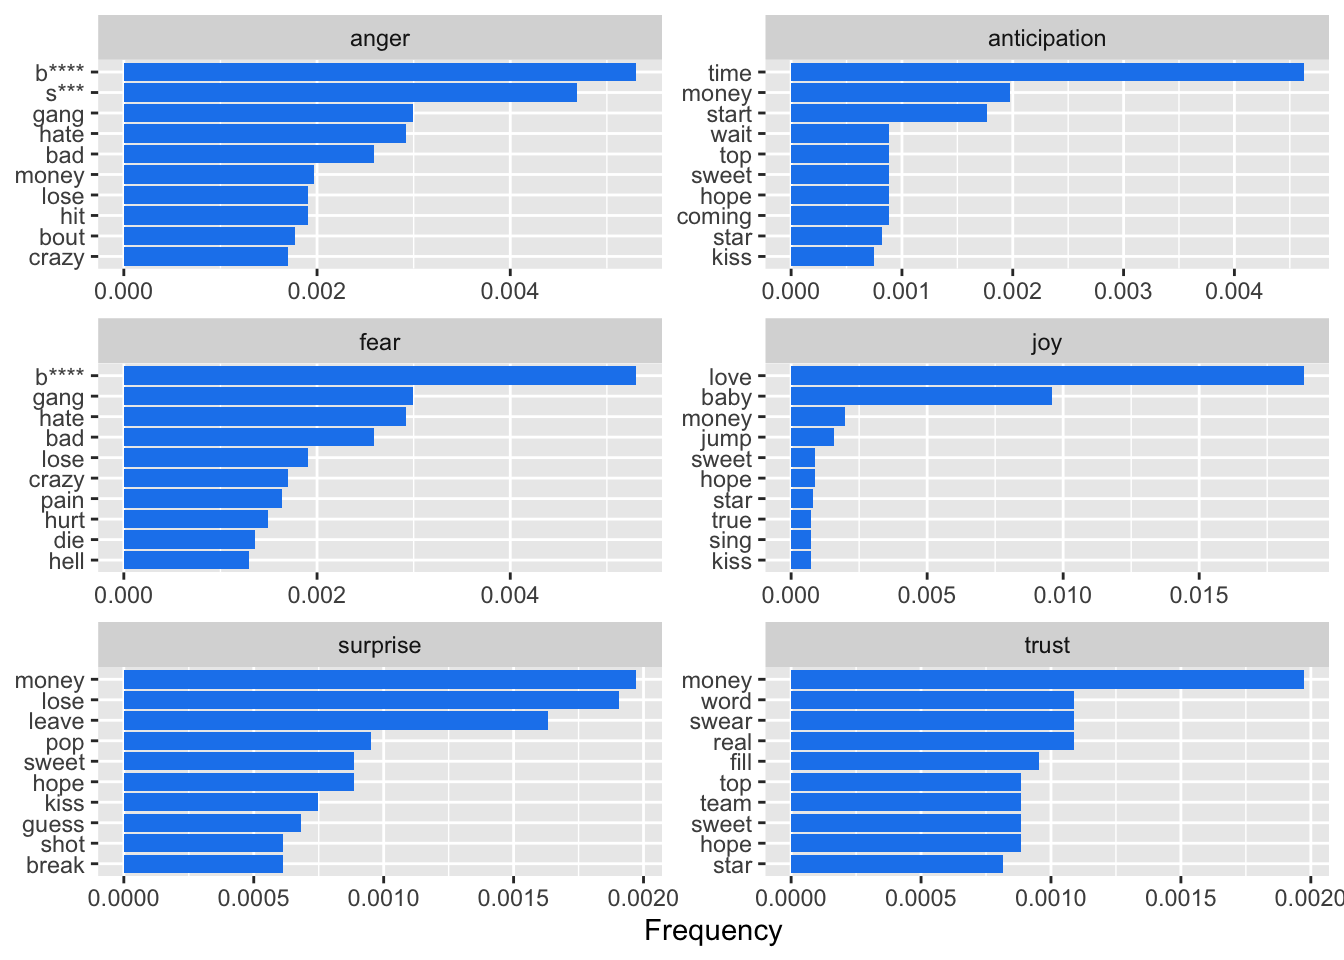 anger
b****
s***
gang
hate
bad
money
lose
hit
bout
crazy
0.000 0.002 0.004
anticipation
time
money
start
wait
top
sweet
hope
coming
star
kiss
0.000 0.001 0.002 0.003 0.004
fear
b****
gang
hate
bad
lose
crazy
pain
hurt
die
hell
0.000 0.002 0.004
joy
love
baby
money
jump
sweet
hope
star
true
sing
kiss
0.000 0.005 0.010 0.015
surprise
money
lose
leave
pop
sweet
hope
kiss
guess
shot
break
0.0000 0.0005 0.0010 0.0015 0.0020
trust
money
word
swear
real
fill
top
team
sweet
hope
star
0.0000 0.0005 0.0010 0.0015 0.0020
Frequency